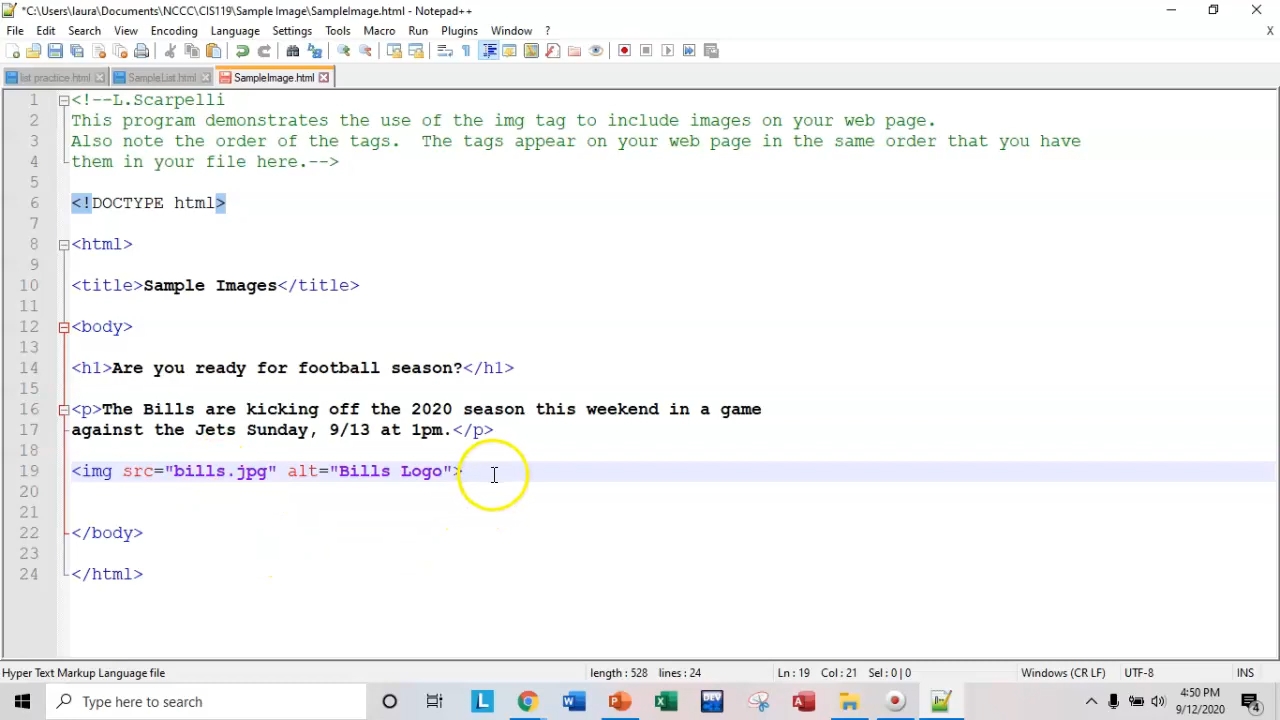 *C:\Users\laura\Documents\NCCC\CIS119\Sample Image\SampleImage.html - Notepad++
File Edit Search View Encoding Language Settings Tools Macro Run Plugins Window ? X
list practice.html SampleList.html SampleImage.html
1 <!--L.Scarpelli
2 This program demonstrates the use of the img tag to include images on your web page.
3 Also note the order of the tags.  The tags appear on your web page in the same order that you have
4 them in your file here.-->
5
6 <!DOCTYPE html>
7
8 <html>
9
10 <title>Sample Images</title>
11
12 <body>
13
14 <h1>Are you ready for football season?</h1>
15
16 <p>The Bills are kicking off the 2020 season this weekend in a game
17 against the Jets Sunday, 9/13 at 1pm.</p>
18
19 <img src="bills.jpg" alt="Bills Logo">
20
21
22 </body>
23
24 </html>
Hyper Text Markup Language file length : 528 lines : 24 Ln : 19 Col : 21 Sel : 0 | 0 Windows (CR LF) UTF-8 INS
Type here to search L W P X DEV A 4:50 PM
9/12/2020 4